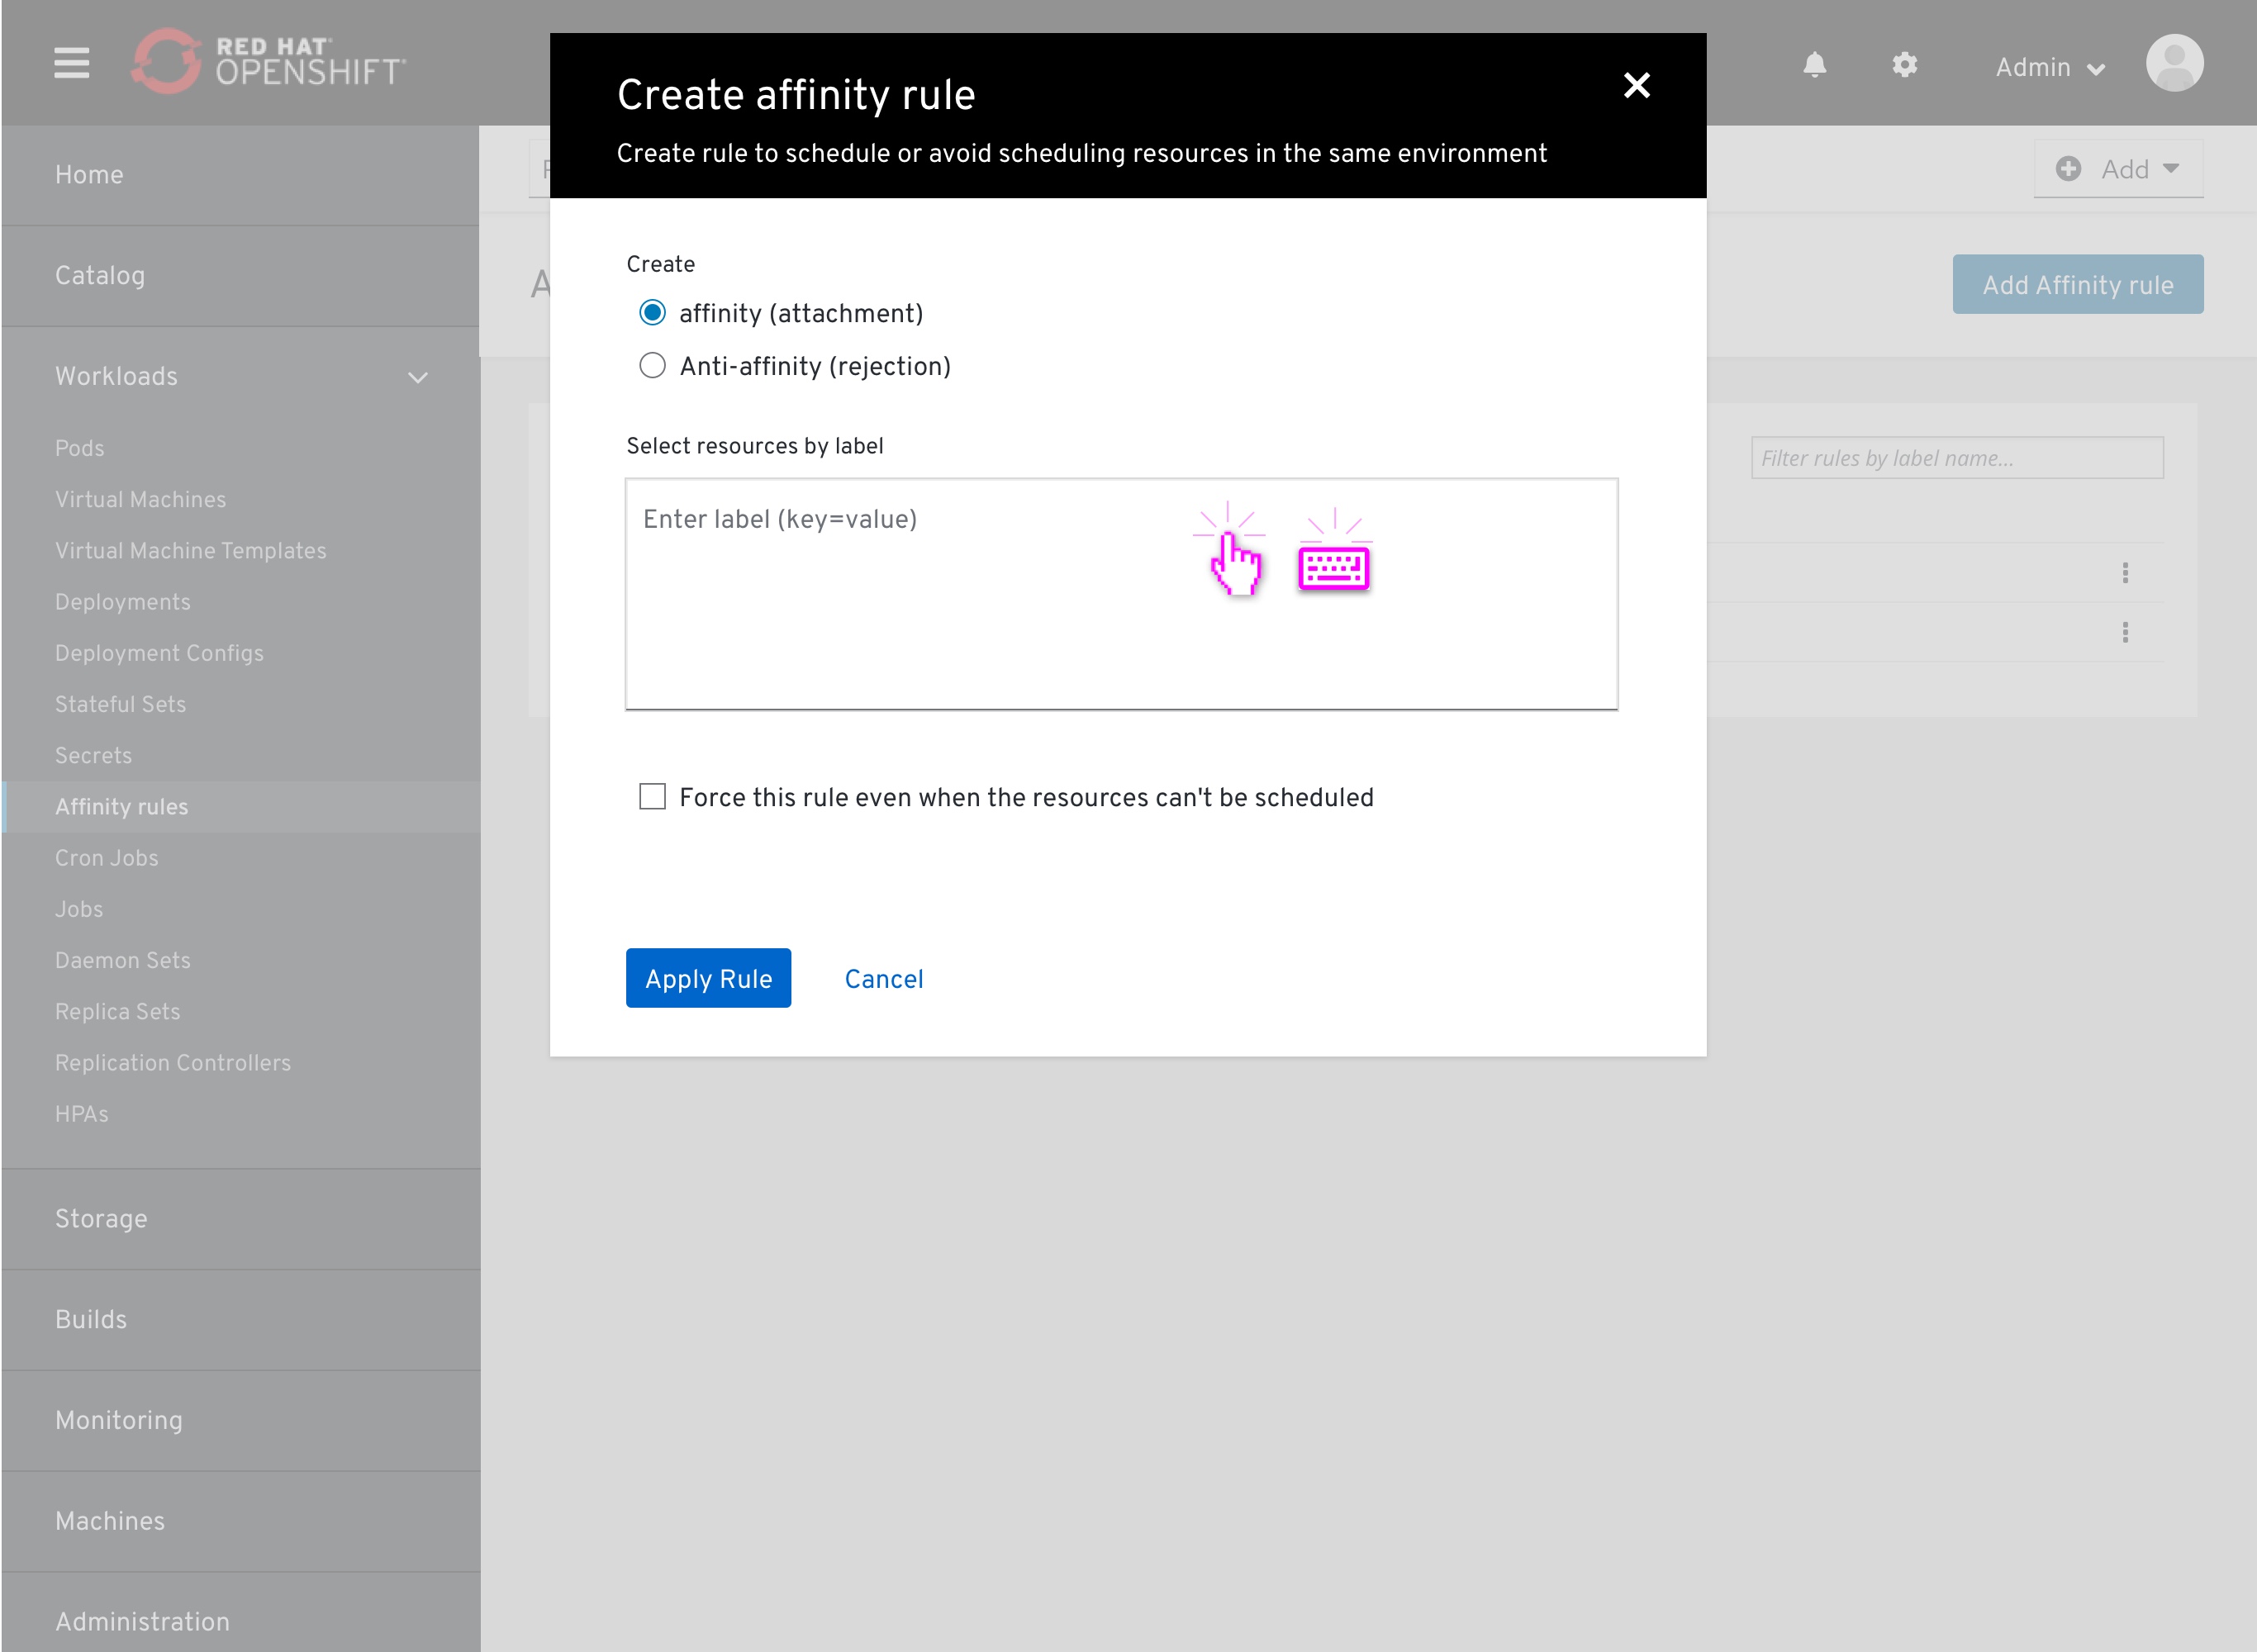 RED HAT®
OPENSHIFT®
Admin
Create affinity rule
Create rule to schedule or avoid scheduling resources in the same environment
Add
Add Affinity rule
Home
Catalog
Workloads
Pods
Virtual Machines
Virtual Machine Templates
Deployments
Deployment Configs
Stateful Sets
Secrets
Affinity rules
Cron Jobs
Jobs
Daemon Sets
Replica Sets
Replication Controllers
HPAs
Storage
Builds
Monitoring
Machines
Administration
Create
affinity (attachment)
Anti-affinity (rejection)
Select resources by label
Enter label (key=value)
Force this rule even when the resources can't be scheduled
Apply Rule
Cancel
Filter rules by label name...